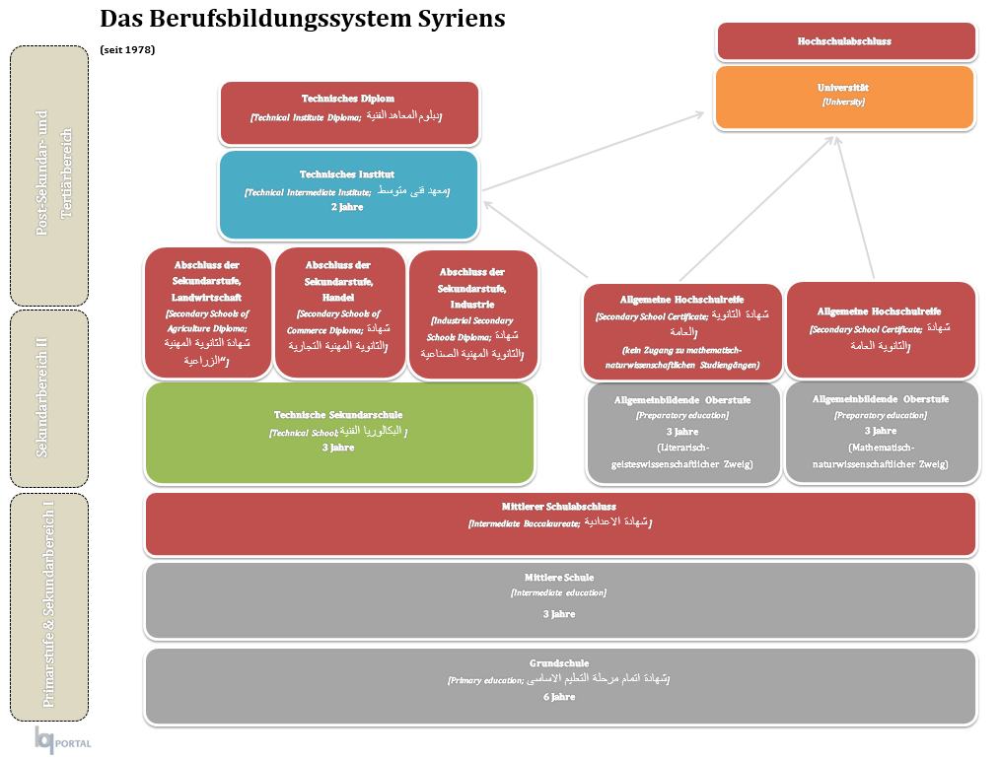 Das Berufsbildungssystem Syriens
(seit 1978)
Post-Sekundar- und
Tertiärbereich
Hochschulabschluss
Universität
[University]
Technisches Diplom
[Technical Institute Diploma; دبلوم المعاهد الفنية]
Technisches Institut
[Technical Intermediate Institute; معهد فني متوسط]
2 Jahre
Sekundarbereich II
Abschluss der
Sekundarstufe,
Landwirtschaft
[Secondary Schools of
Agriculture Diploma;
شهادة الثانوية المهنية
الزراعية“]
Abschluss der
Sekundarstufe,
Handel
[Secondary Schools of
Commerce Diploma; شهادة
الثانوية المهنية التجارية]
Abschluss der
Sekundarstufe,
Industrie
[Industrial Secondary
Schools Diploma; شهادة
الثانوية المهنية الصناعية]
Allgemeine Hochschulreife
[Secondary School Certificate; شهادة الثانوية
العامة]
(kein Zugang zu mathematisch-
naturwissenschaftlichen Studiengängen)
Allgemeine Hochschulreife
[Secondary School Certificate; شهادة
الثانوية العامة]
Technische Sekundarschule
[Technical School; البكالوريا الفنية ]
3 Jahre
Allgemeinbildende Oberstufe
[Preparatory education]
3 Jahre
(Literarisch-
geisteswissenschaftlicher Zweig)
Allgemeinbildende Oberstufe
[Preparatory education]
3 Jahre
(Mathematisch-
naturwissenschaftlicher Zweig)
Primarstufe & Sekundarbereich I
Mittlerer Schulabschluss
[Intermediate Baccalaureate; شهادة الاعدادية]
Mittlere Schule
[Intermediate education]
3 Jahre
Grundschule
[Primary education; شهادة اتمام مرحلة التعليم الاساسى]
6 Jahre
bq PORTAL